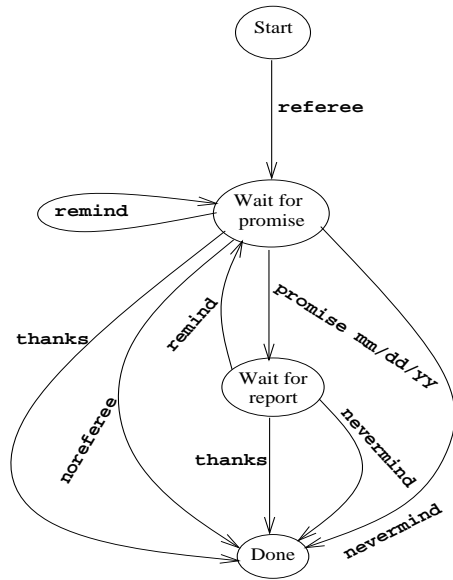 Start
referee
Wait for
promise
remind
promise mm/dd/yy
remind
thanks
Wait for
report
noreferee
thanks
nevermind
nevermind
Done